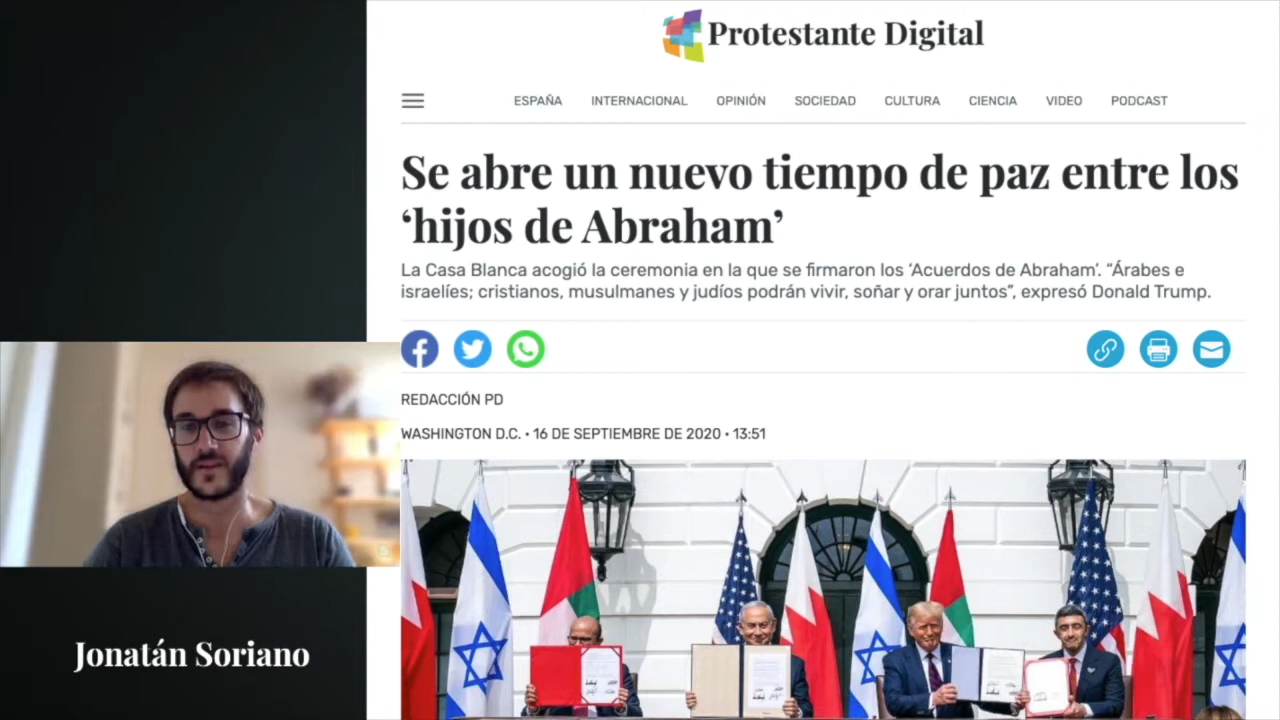 Protestante Digital
ESPAÑA INTERNACIONAL OPINIÓN SOCIEDAD CULTURA CIENCIA VIDEO PODCAST
Se abre un nuevo tiempo de paz entre los
‘hijos de Abraham’
La Casa Blanca acogió la ceremonia en la que se firmaron los ‘Acuerdos de Abraham’. “Árabes e
israelíes; cristianos, musulmanes y judíos podrán vivir, soñar y orar juntos”, expresó Donald Trump.
REDACCIÓN PD
WASHINGTON D.C. • 16 DE SEPTIEMBRE DE 2020 • 13:51
Jonatán Soriano